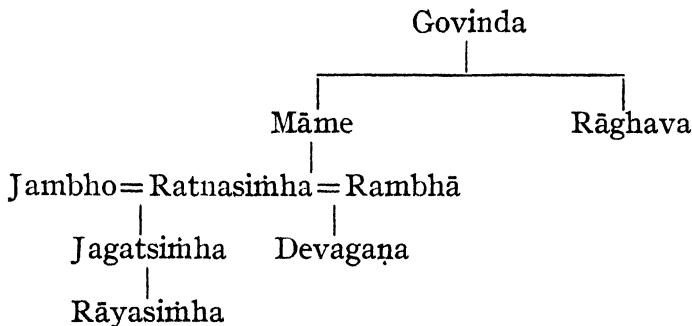 Govinda
Māme Rāghava
Jambho=Ratnasiṁha=Rambhā
Jagatsiṁha Devagaṇa
Rāyasiṁha